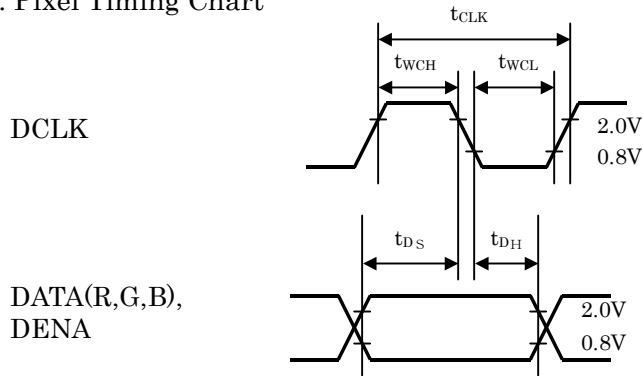 . Pixel Timing Chart
tCLK
tWCH
tWCL
DCLK
2.0V
0.8V
tDS
tDH
DATA(R,G,B),
DENA
2.0V
0.8V